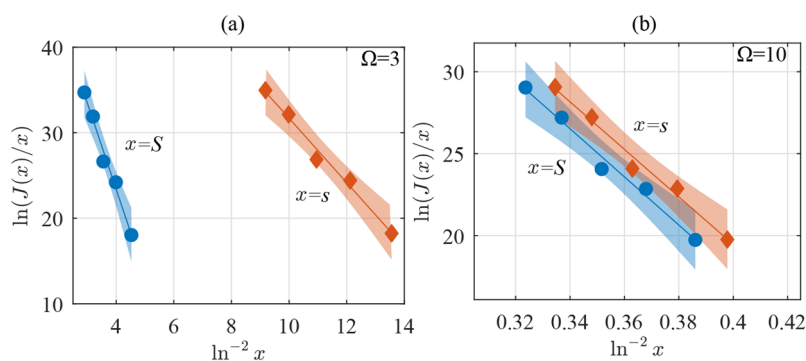 (a)
(b)
40
Ω=3
30
x=S
x=s
20
10
ln(J(x)/x)
4 6 8 10 12 14
ln⁻² x
30
Ω=10
x=s
25
x=S
20
ln(J(x)/x)
0.32 0.34 0.36 0.38 0.4 0.42
ln⁻² x